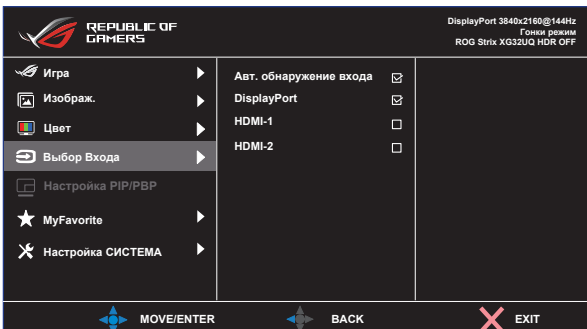 REPUBLIC OF
GAMERS
DisplayPort 3840x2160@144Hz
Гонки режим
ROG Strix XG32UQ HDR OFF
Игра
Изображ.
Цвет
Выбор Входа
Настройка PIP/PBP
MyFavorite
Настройка СИСТЕМА
Авт. обнаружение входа
DisplayPort
HDMI-1
HDMI-2
MOVE/ENTER
BACK
EXIT